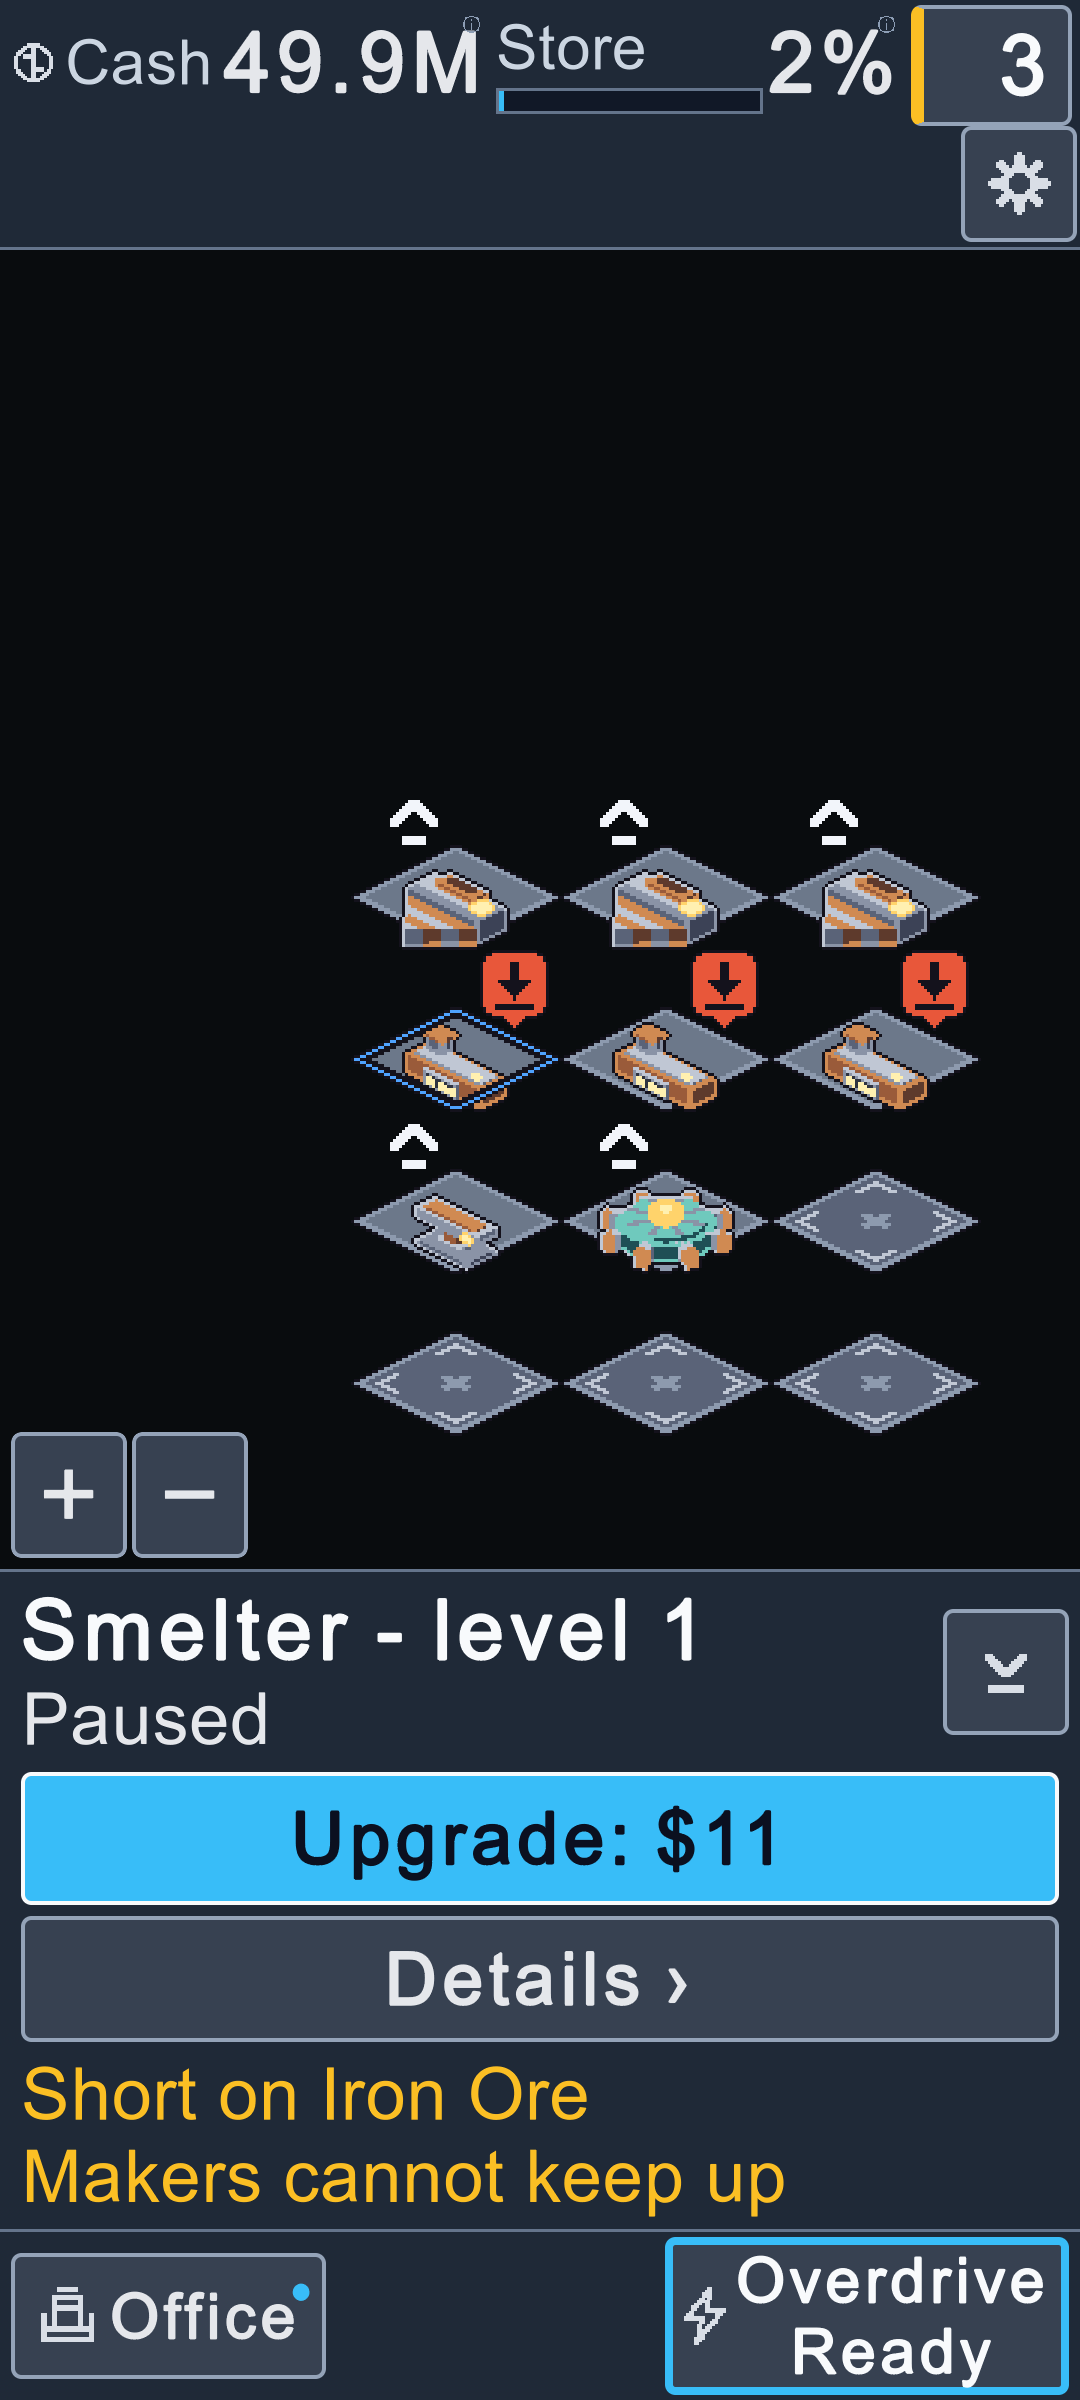 Cash 49.9M Store 2% 3
Smelter - level 1
Paused
Upgrade: $11
Details ›
Short on Iron Ore
Makers cannot keep up
Office
Overdrive
Ready